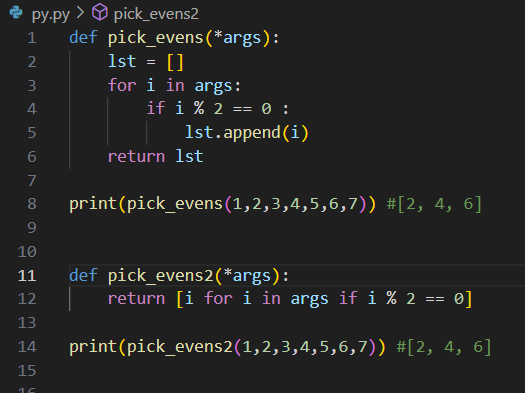 py.py > pick_evens2
1 def pick_evens(*args):
2     lst = []
3     for i in args:
4         if i % 2 == 0 :
5             lst.append(i)
6     return lst
7
8 print(pick_evens(1,2,3,4,5,6,7)) #[2, 4, 6]
9
10
11 def pick_evens2(*args):
12     return [i for i in args if i % 2 == 0]
13
14 print(pick_evens2(1,2,3,4,5,6,7)) #[2, 4, 6]
15
16